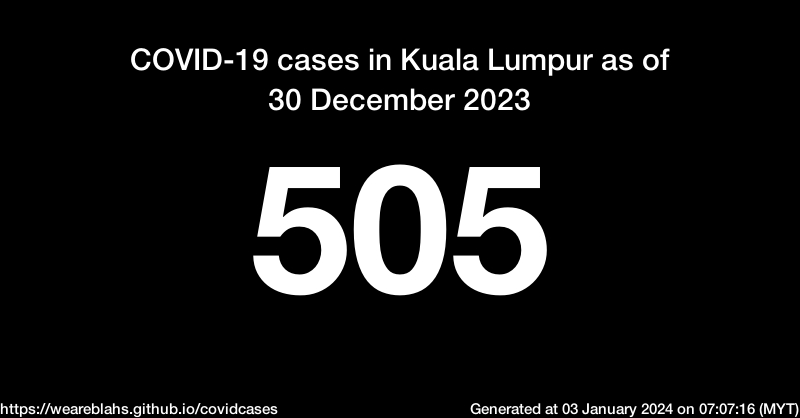 COVID-19 cases in Kuala Lumpur as of
30 December 2023
505
https://weareblahs.github.io/covidcases
Generated at 03 January 2024 on 07:07:16 (MYT)